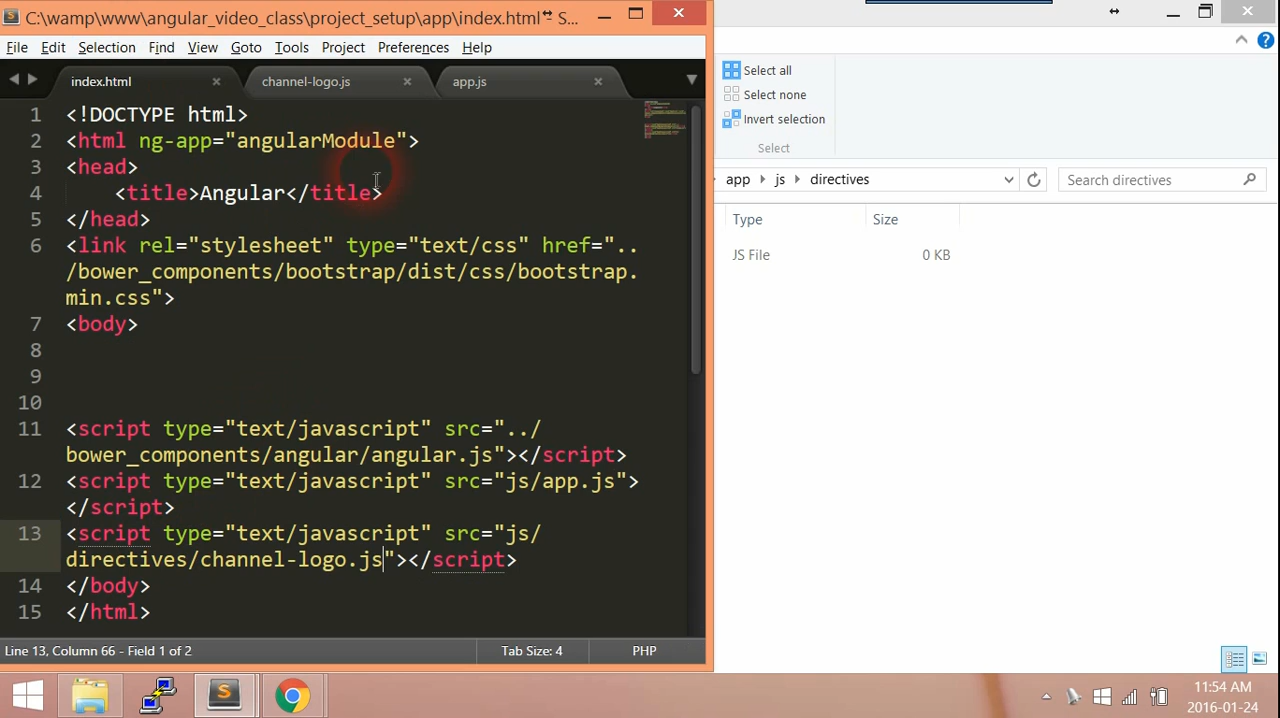 C:\wamp\www\angular_video_class\project_setup\app\index.html S...
File Edit Selection Find View Goto Tools Project Preferences Help
index.html channel-logo.js app.js
1 <!DOCTYPE html>
2 <html ng-app="angularModule">
3 <head>
4 <title>Angular</title>
5 </head>
6 <link rel="stylesheet" type="text/css" href="..
/bower_components/bootstrap/dist/css/bootstrap.
min.css">
7 <body>
8
9
10
11 <script type="text/javascript" src="../
bower_components/angular/angular.js"></script>
12 <script type="text/javascript" src="js/app.js">
</script>
13 <script type="text/javascript" src="js/
directives/channel-logo.js"></script>
14 </body>
15 </html>
Line 13, Column 66 - Field 1 of 2 Tab Size: 4 PHP
Select all
Select none
Invert selection
Select
app js directives Search directives
Type Size
JS File 0 KB
11:54 AM
2016-01-24